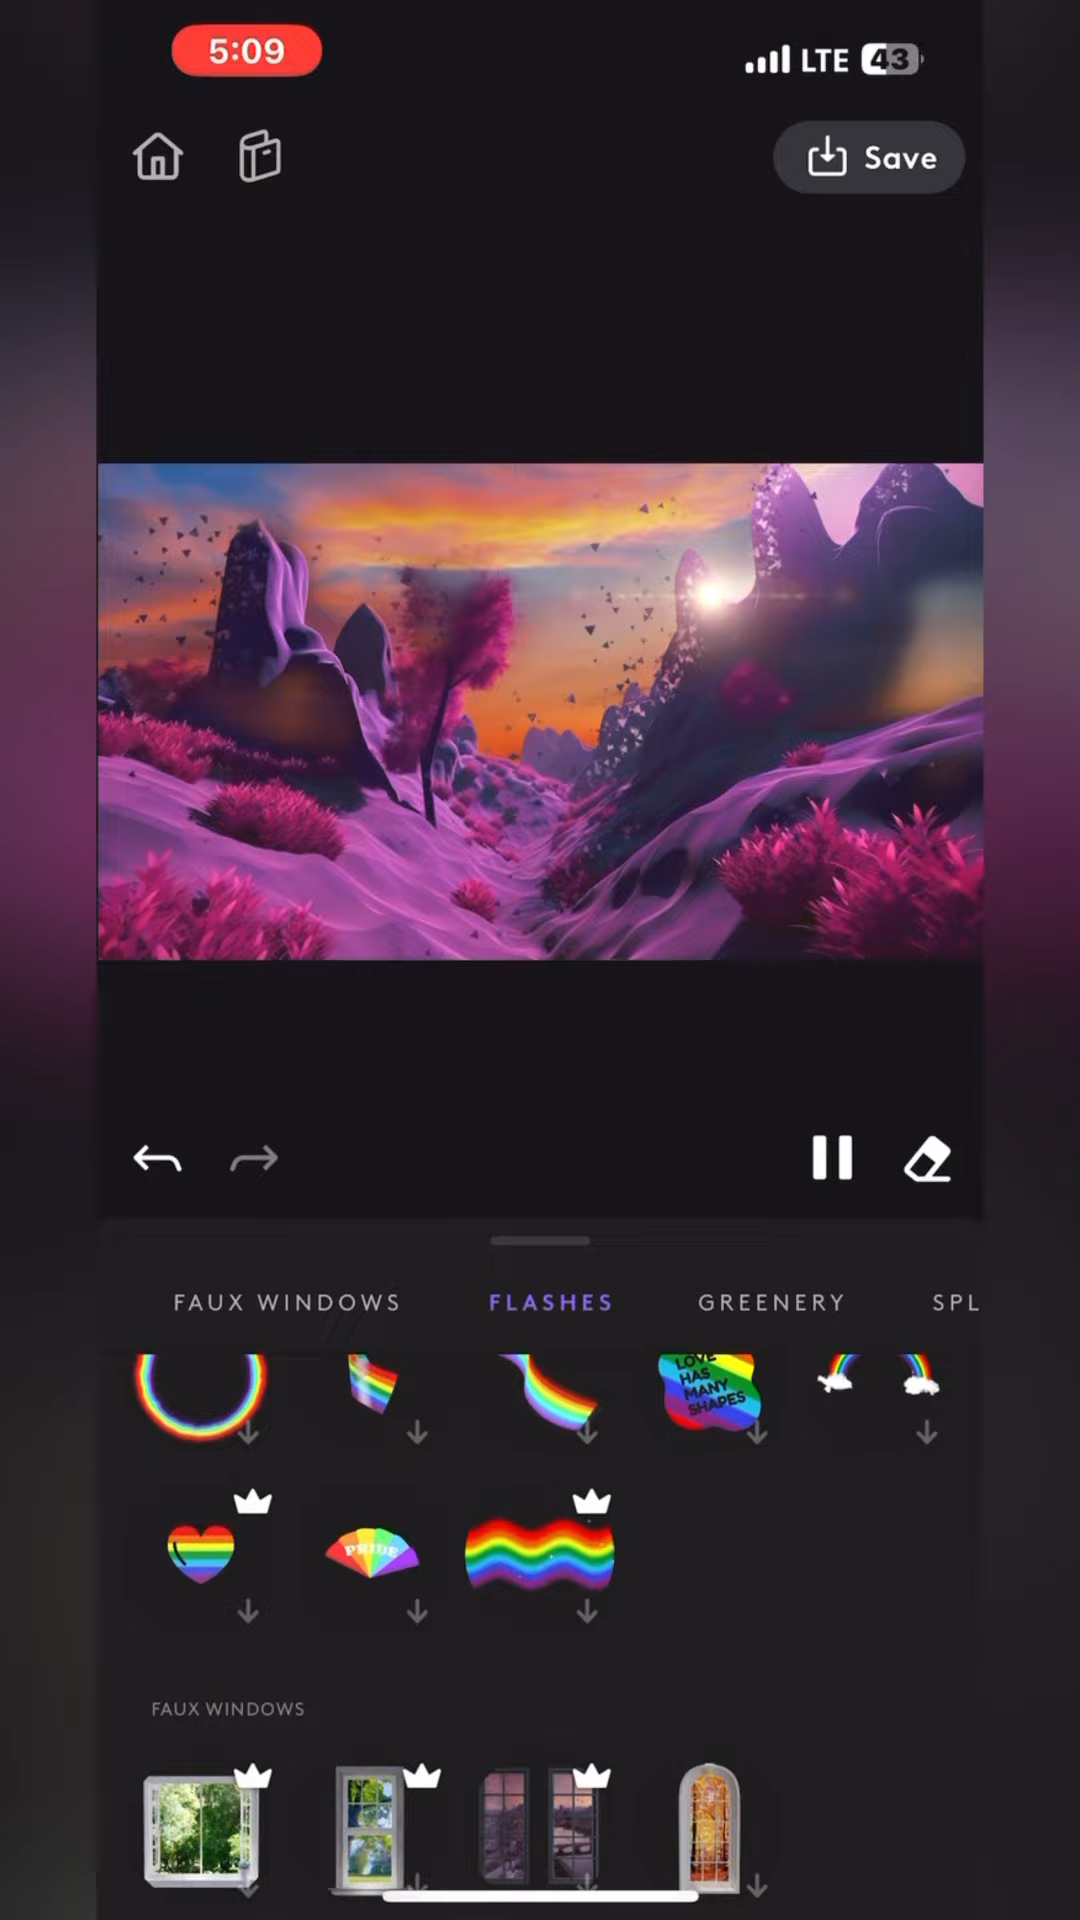 5:09
LTE 43
Save
FAUX WINDOWS FLASHES GREENERY SPL
LOVE
HAS
MANY
SHAPES
PRIDE
FAUX WINDOWS